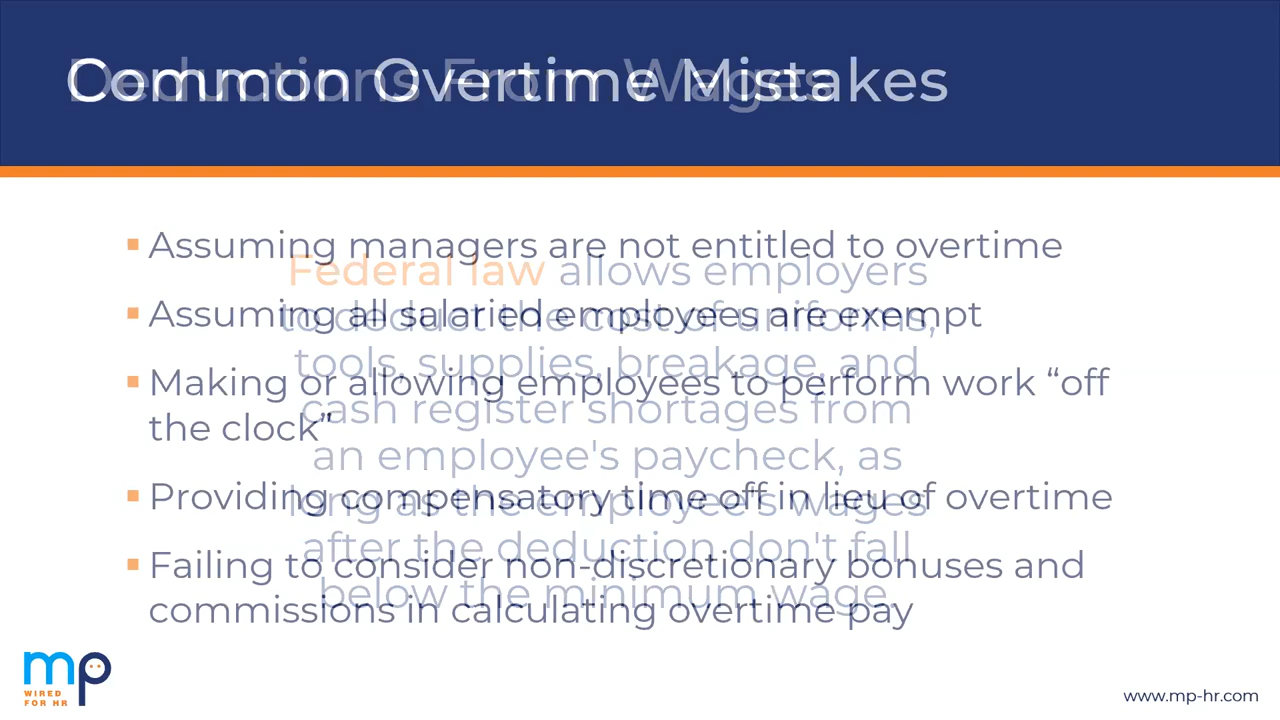 Common Overtime Mistakes
Deductions From Wages
Assuming managers are not entitled to overtime
Assuming all salaried employees are exempt
Making or allowing employees to perform work “off
the clock”
Providing compensatory time off in lieu of overtime
Failing to consider non-discretionary bonuses and
commissions in calculating overtime pay
Federal law allows employers
to deduct the cost of uniforms,
tools, supplies, breakage, and
cash register shortages from
an employee's paycheck, as
long as the employee's wages
after the deduction don't fall
below the minimum wage.
mp
WIRED
FOR HR
www.mp-hr.com